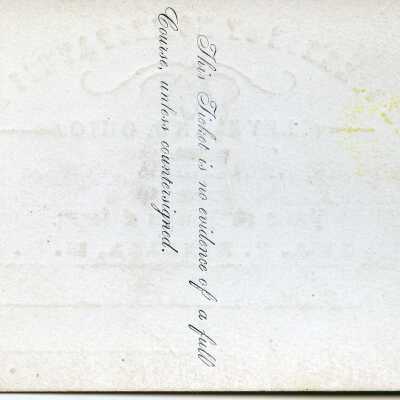 This Ticket is no evidence of a full
Course, unless countersigned.